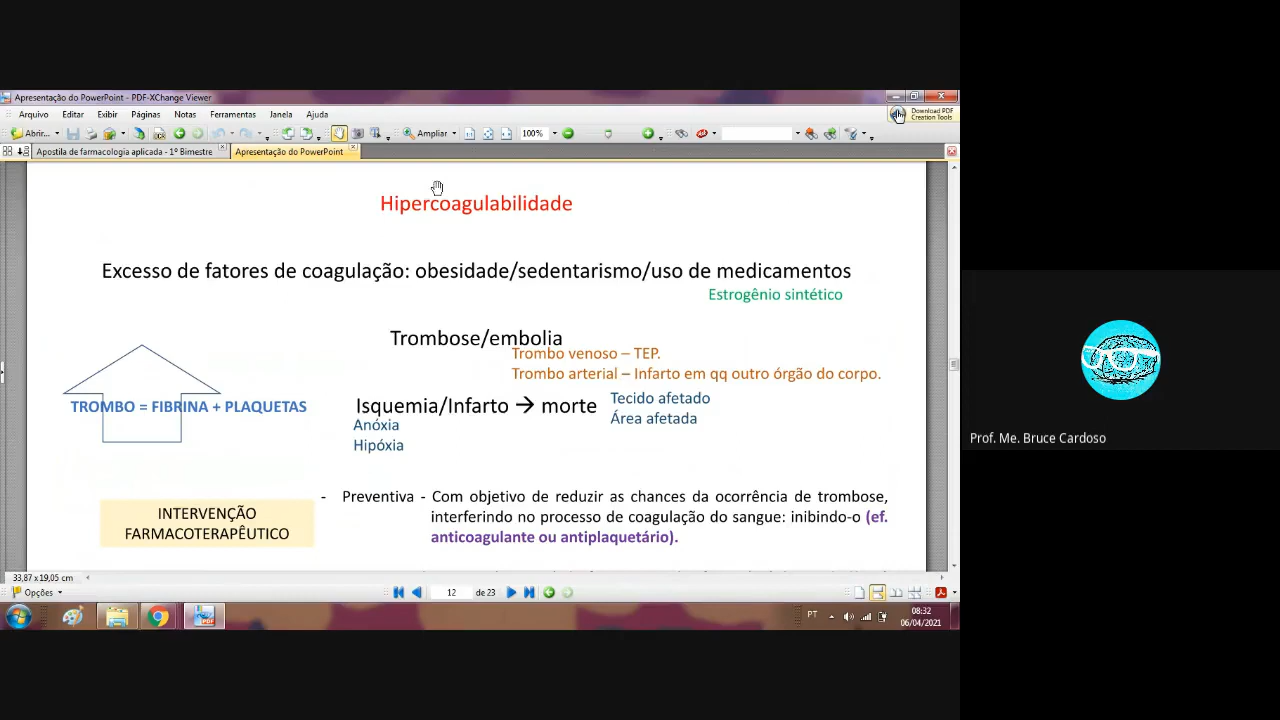 Apresentação do PowerPoint - PDF-XChange Viewer
Arquivo Editar Exibir Páginas Notas Ferramentas Janela Ajuda
Download PDF
Creation Tools
Abrir... Ampliar 100%
Apostila de farmacologia aplicada - 1º Bimestre Apresentação do PowerPoint
Hipercoagulabilidade
Excesso de fatores de coagulação: obesidade/sedentarismo/uso de medicamentos
Estrogênio sintético
Trombose/embolia
Trombo venoso – TEP.
Trombo arterial – Infarto em qq outro órgão do corpo.
TROMBO = FIBRINA + PLAQUETAS
Isquemia/Infarto → morte
Tecido afetado
Área afetada
Anóxia
Hipóxia
INTERVENÇÃO
FARMACOTERAPÊUTICO
- Preventiva - Com objetivo de reduzir as chances da ocorrência de trombose,
interferindo no processo de coagulação do sangue: inibindo-o (ef.
anticoagulante ou antiplaquetário).
33,87 x 19,05 cm
Opções 12 de 23
PT 08:32
06/04/2021
Prof. Me. Bruce Cardoso